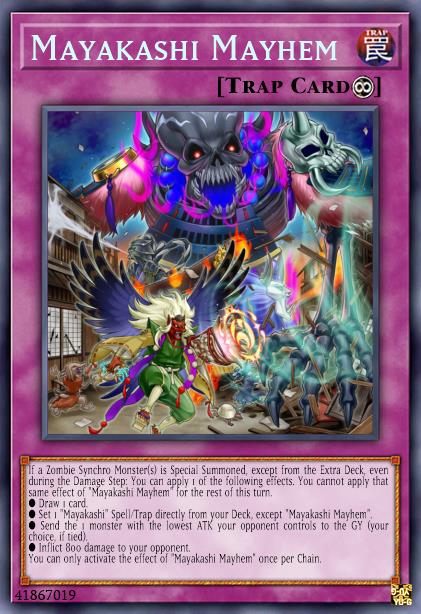 MAYAKASHI MAYHEM
TRAP
罠
[TRAP CARD]
If a Zombie Synchro Monster(s) is Special Summoned, except from the Extra Deck, even
during the Damage Step: You can apply 1 of the following effects. You cannot apply that
same effect of "Mayakashi Mayhem" for the rest of this turn.
● Draw 1 card.
● Set 1 "Mayakashi" Spell/Trap directly from your Deck, except "Mayakashi Mayhem".
● Send the 1 monster with the lowest ATK your opponent controls to the GY (your
choice, if tied).
● Inflict 800 damage to your opponent.
You can only activate the effect of "Mayakashi Mayhem" once per Chain.
41867019